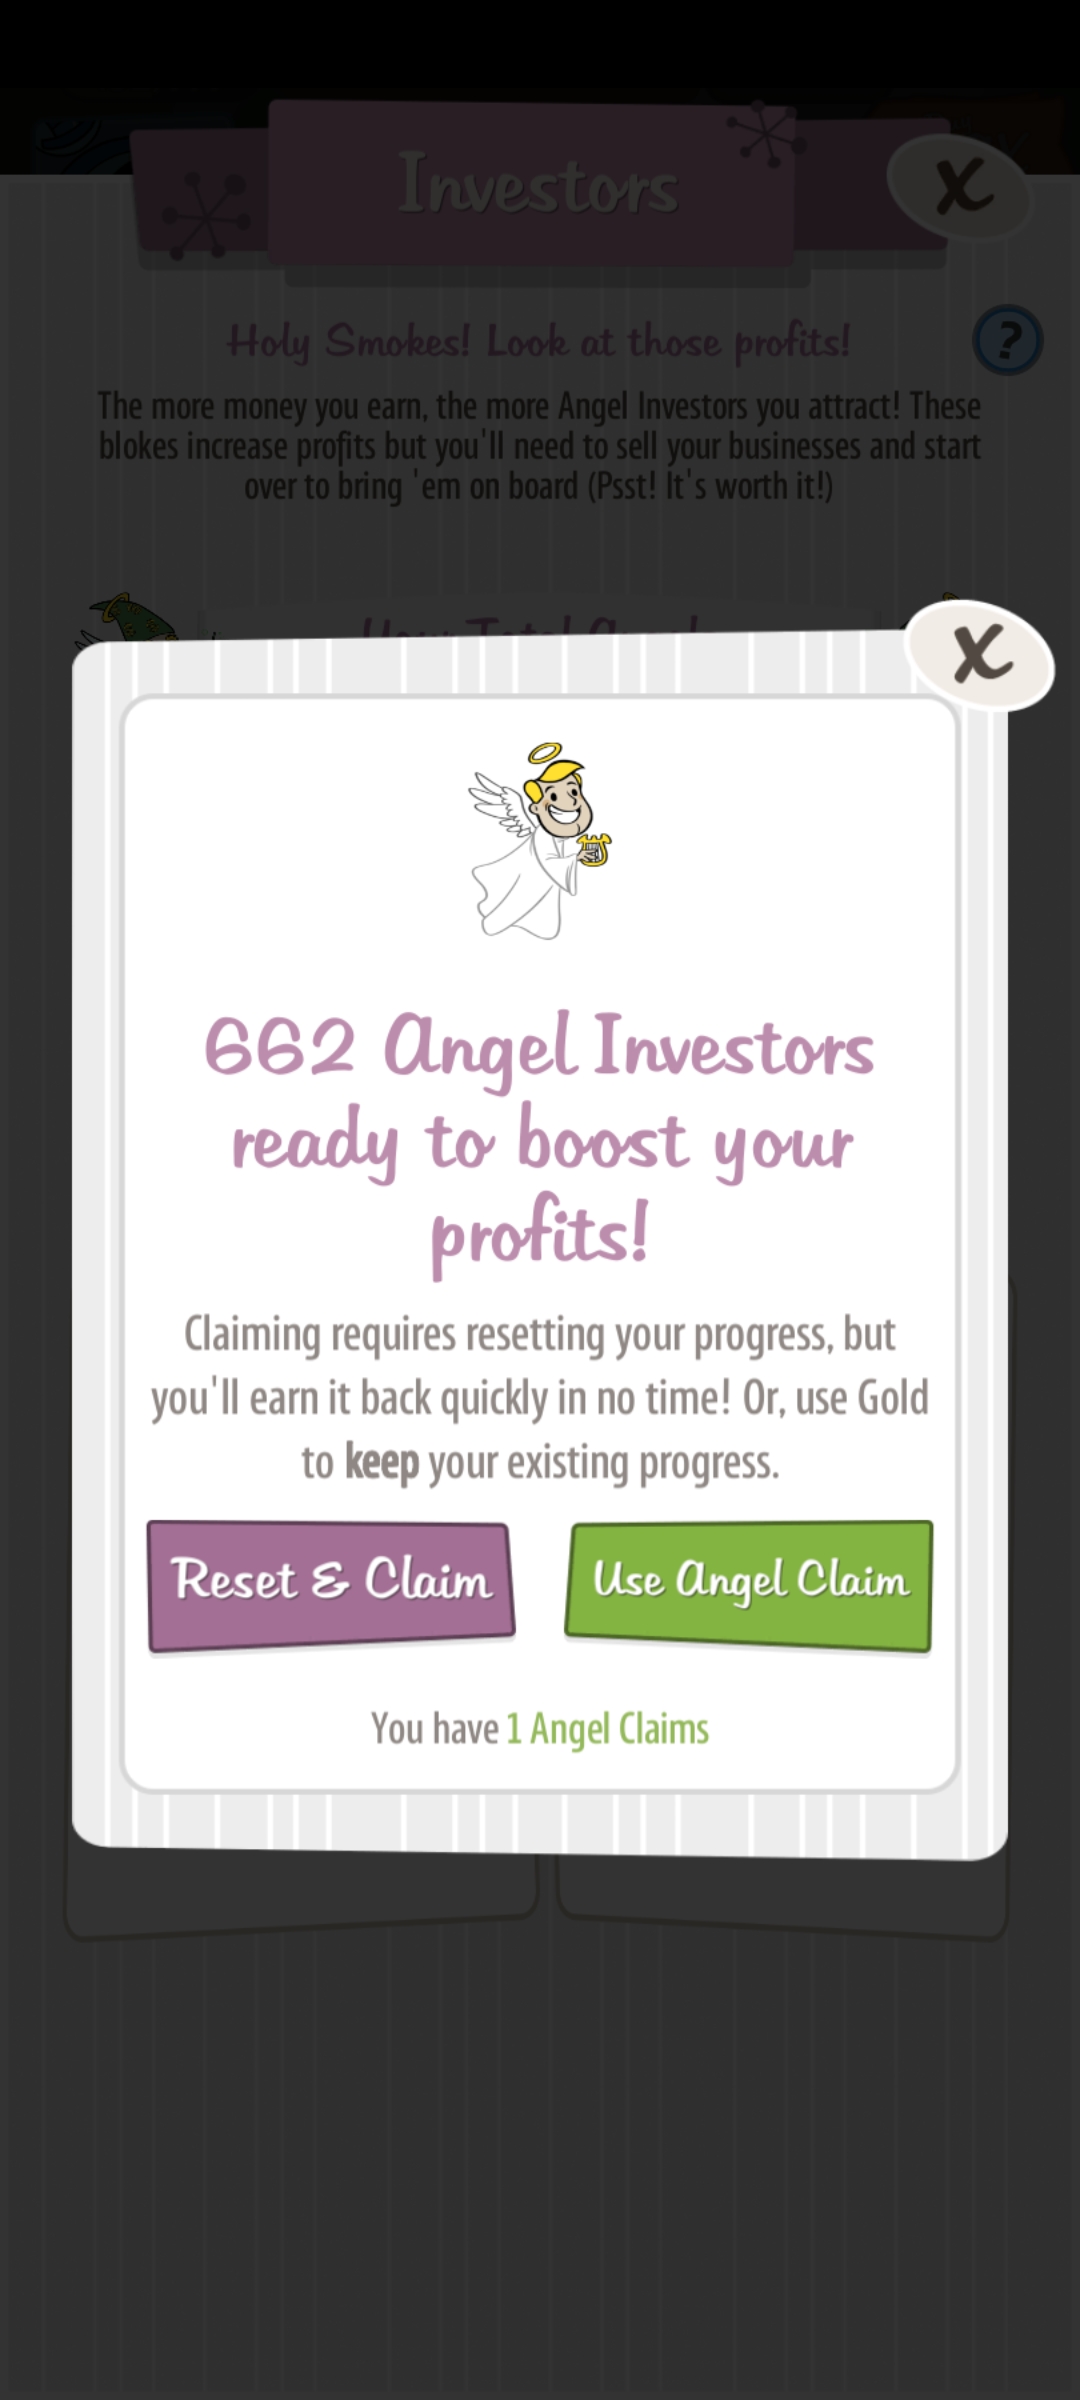 Investors
X
Holy Smokes! Look at those profits!
?
The more money you earn, the more Angel Investors you attract! These
blokes increase profits but you'll need to sell your businesses and start
over to bring 'em on board (Psst! It's worth it!)
Your Total
X
662 Angel Investors
ready to boost your
profits!
Claiming requires resetting your progress, but
you'll earn it back quickly in no time! Or, use Gold
to keep your existing progress.
Reset & Claim
Use Angel Claim
You have 1 Angel Claims